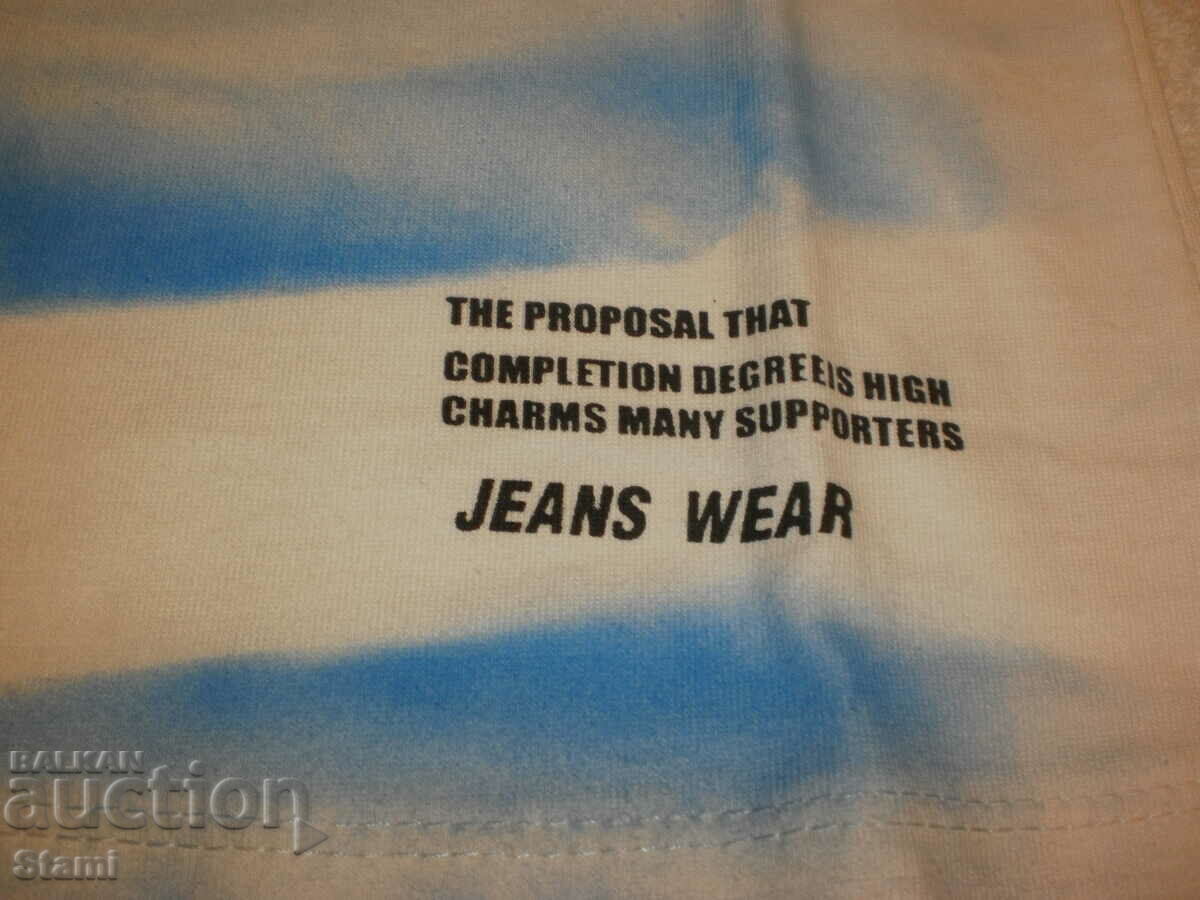 THE PROPOSAL THAT
COMPLETION DEGREEIS HIGH
CHARMS MANY SUPPORTERS
JEANS WEAR
BALKAN
auction
Stami